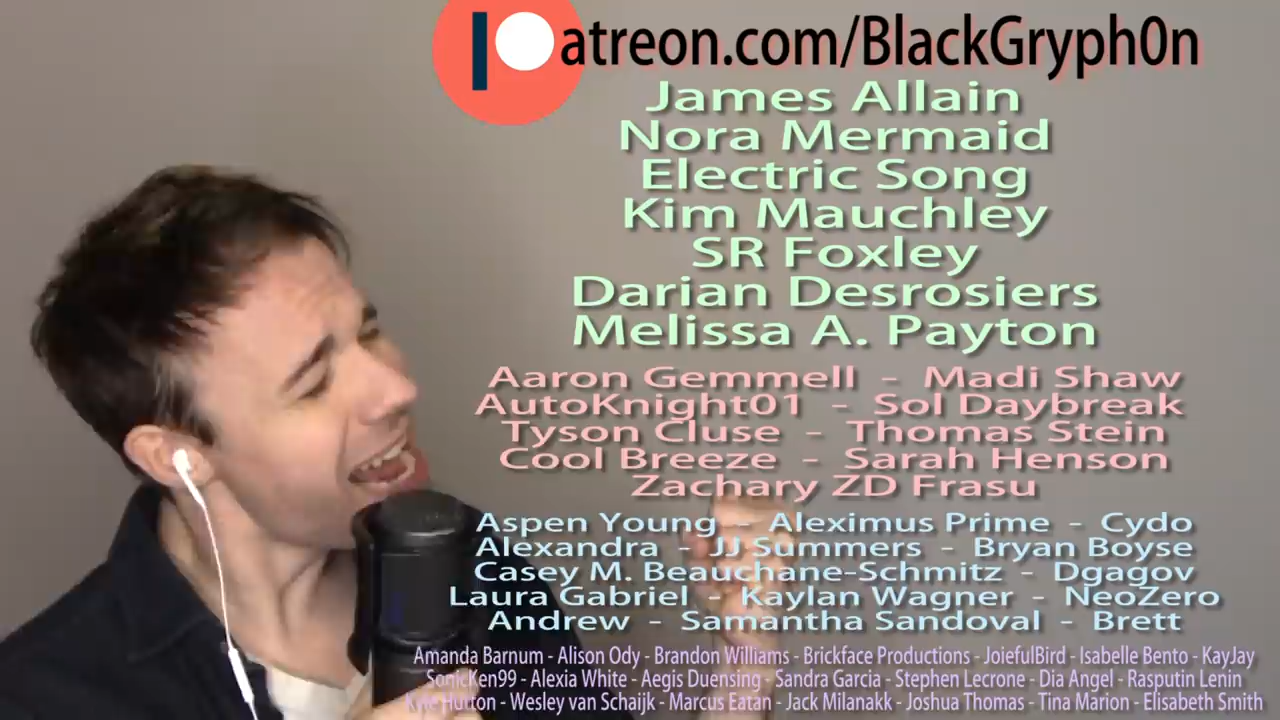 Patreon.com/BlackGryph0n
James Allain
Nora Mermaid
Electric Song
Kim Mauchley
SR Foxley
Darian Desrosiers
Melissa A. Payton
Aaron Gemmell - Madi Shaw
AutoKnight01 - Sol Daybreak
Tyson Cluse - Thomas Stein
Cool Breeze - Sarah Henson
Zachary ZD Frasu
Aspen Young - Aleximus Prime - Cydo
Alexandra - JJ Summers - Bryan Boyse
Casey M. Beauchane-Schmitz - Dgagov
Laura Gabriel - Kaylan Wagner - NeoZero
Andrew - Samantha Sandoval - Brett
Amanda Barnum - Alison Ody - Brandon Williams - Brickface Productions - JoiefulBird - Isabelle Bento - KayJay
SonicKen99 - Alexia White - Aegis Duensing - Sandra Garcia - Stephen Lecrone - Dia Angel - Rasputin Lenin
Kyle Hutton - Wesley van Schaijk - Marcus Eatan - Jack Milanakk - Joshua Thomas - Tina Marion - Elisabeth Smith